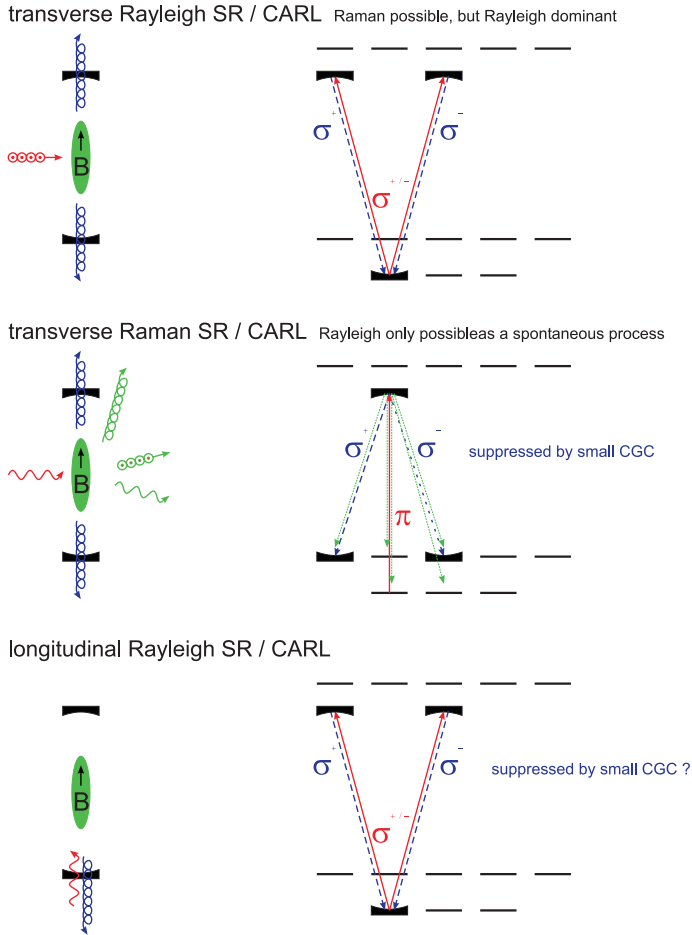 transverse Rayleigh SR / CARL Raman possible, but Rayleigh dominant
B
σ+ σ-
σ+/-
transverse Raman SR / CARL Rayleigh only possibleas a spontaneous process
B
σ+ σ- suppressed by small CGC
π
longitudinal Rayleigh SR / CARL
B
σ+ σ- suppressed by small CGC ?
σ+/-